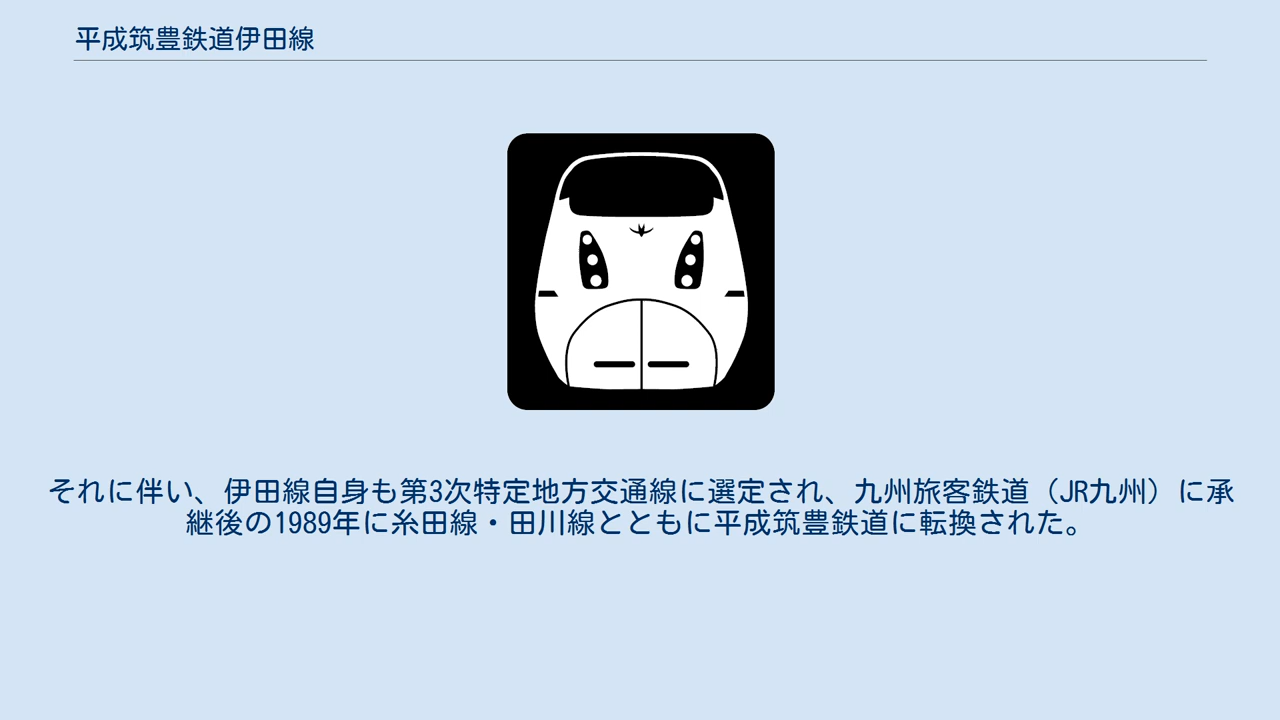 平成筑豊鉄道伊田線
それに伴い、伊田線自身も第3次特定地方交通線に選定され、九州旅客鉄道（JR九州）に承
継後の1989年に糸田線・田川線とともに平成筑豊鉄道に転換された。